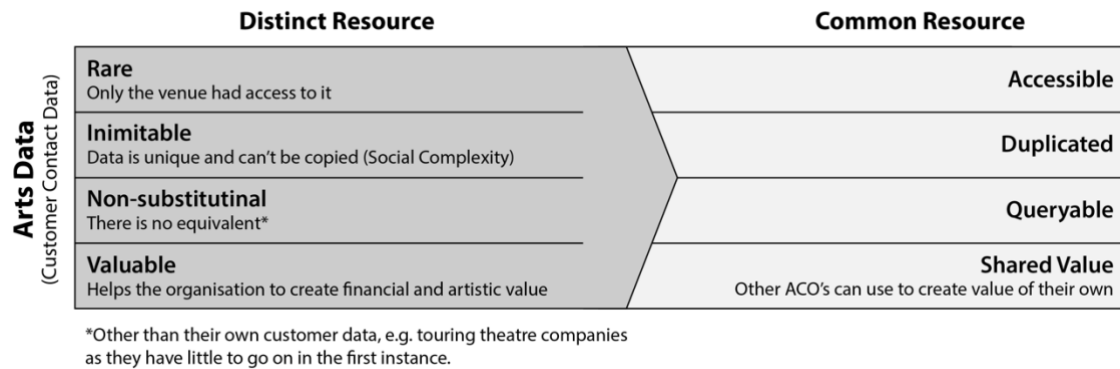 Distinct Resource
Common Resource
Arts Data
(Customer Contact Data)
Rare
Only the venue had access to it
Accessible
Inimitable
Data is unique and can't be copied (Social Complexity)
Duplicated
Non-substitutinal
There is no equivalent*
Queryable
Valuable
Helps the organisation to create financial and artistic value
Shared Value
Other ACO's can use to create value of their own
*Other than their own customer data, e.g. touring theatre companies
as they have little to go on in the first instance.